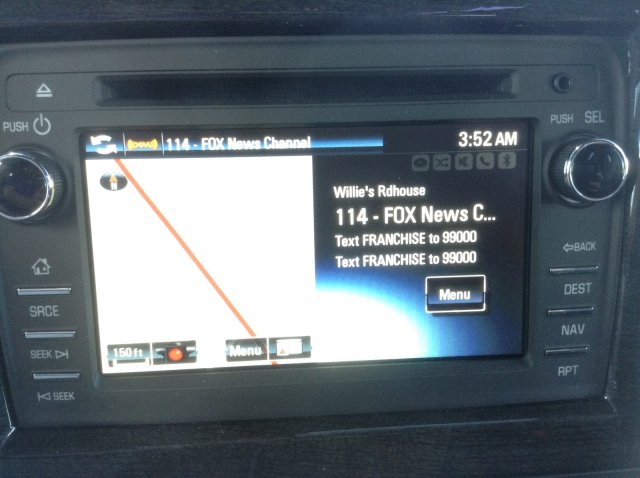 PUSH
114 - FOX News Channel
3:52 AM
PUSH SEL
Willie's Rdhouse
114 - FOX News C...
Text FRANCHISE to 99000
Text FRANCHISE to 99000
Menu
BACK
SRCE
DEST
SEEK
NAV
150 ft
Menu
SEEK
RPT